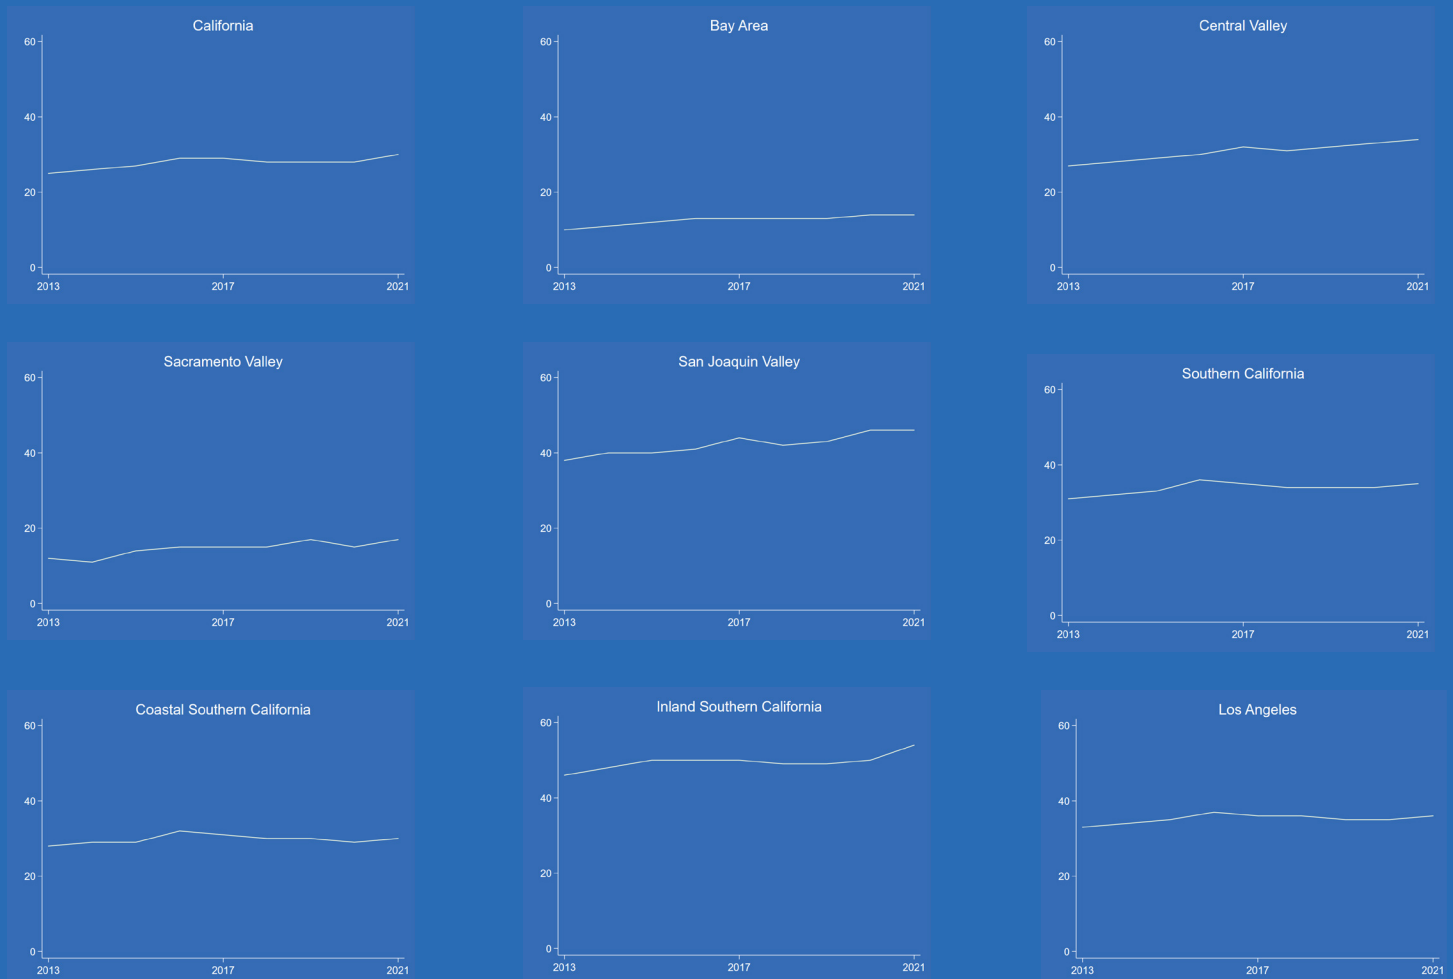 California
60
40
20
0
2013 2017 2021
Bay Area
60
40
20
0
2013 2017 2021
Central Valley
60
40
20
0
2013 2017 2021
Sacramento Valley
60
40
20
0
2013 2017 2021
San Joaquin Valley
60
40
20
0
2013 2017 2021
Southern California
60
40
20
0
2013 2017 2021
Coastal Southern California
60
40
20
0
2013 2017 2021
Inland Southern California
60
40
20
0
2013 2017 2021
Los Angeles
60
40
20
0
2013 2017 2021